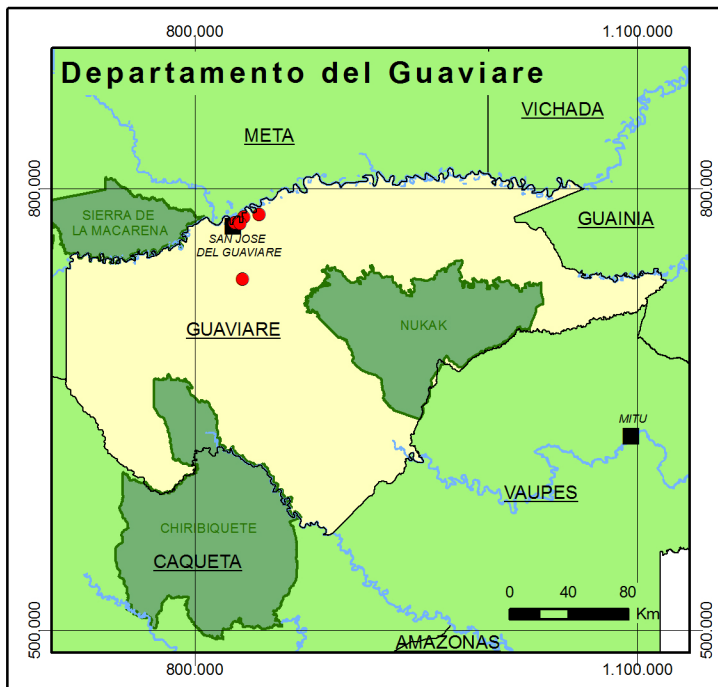 800.000
1.100.000
Departamento del Guaviare
VICHADA
META
800.000
800.000
SIERRA DE
LA MACARENA
GUAINIA
SAN JOSE
DEL GUAVIARE
GUAVIARE
NUKAK
MITU
VAUPES
CHIRIBIQUETE
CAQUETA
0 40 80
Km
500.000
500.000
AMAZONAS
800.000
1.100.000